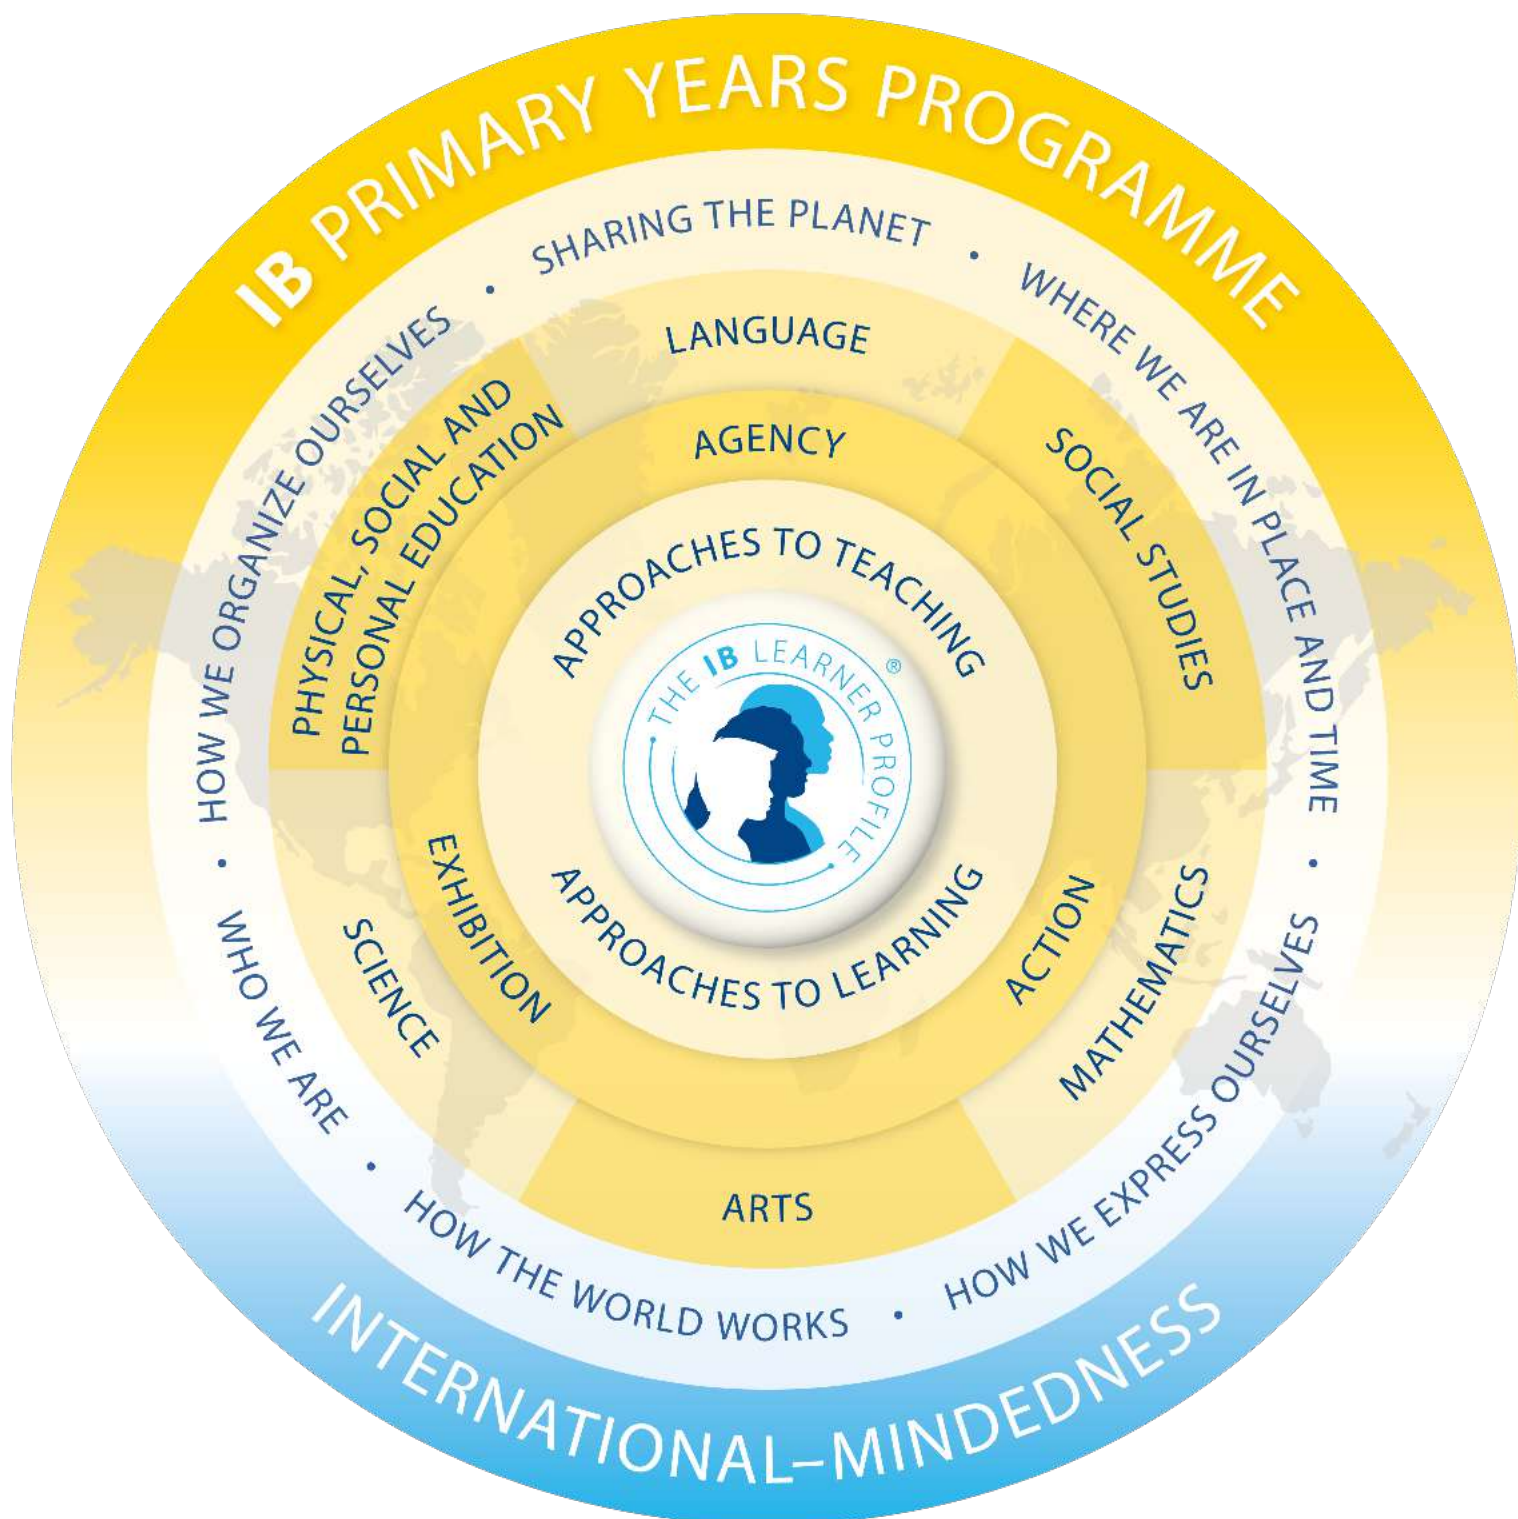 IB PRIMARY YEARS PROGRAMME
SHARING THE PLANET
•
WHERE WE ARE IN PLACE AND TIME
•
HOW WE EXPRESS OURSELVES
•
HOW THE WORLD WORKS
•
WHO WE ARE
•
HOW WE ORGANIZE OURSELVES
•
LANGUAGE
SOCIAL STUDIES
MATHEMATICS
ARTS
SCIENCE
PHYSICAL, SOCIAL AND
PERSONAL EDUCATION
AGENCY
ACTION
EXHIBITION
APPROACHES TO TEACHING
THE IB LEARNER PROFILE
®
APPROACHES TO LEARNING
INTERNATIONAL–MINDEDNESS